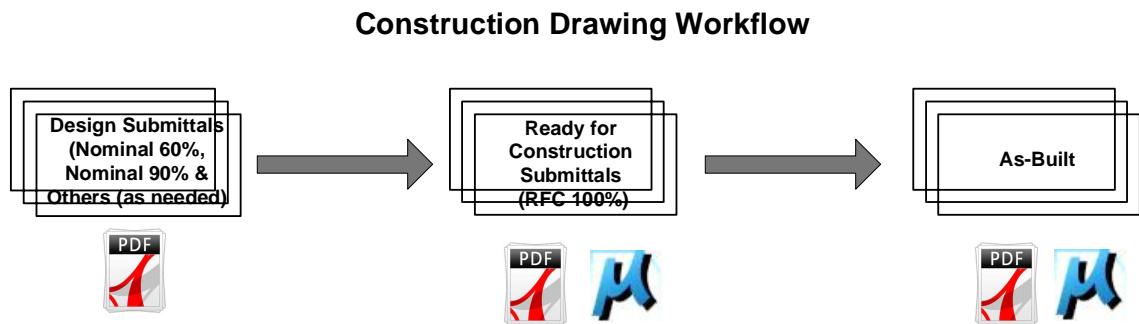 Construction Drawing Workflow
Design Submittals
(Nominal 60%,
Nominal 90% &
Others (as needed)
Ready for
Construction
Submittals
(RFC 100%)
As-Built
PDF
PDF
µ
PDF
µ